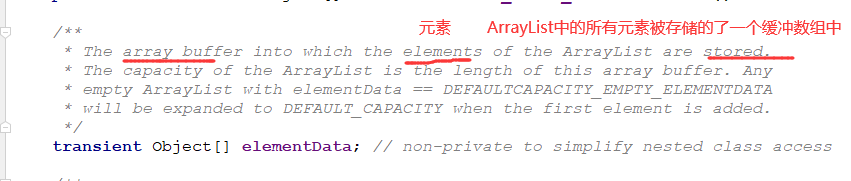 元素 ArrayList中的所有元素被存储的了一个缓冲数组中
/**
* The array buffer into which the elements of the ArrayList are stored.
* The capacity of the ArrayList is the length of this array buffer. Any
* empty ArrayList with elementData == DEFAULTCAPACITY_EMPTY_ELEMENTDATA
* will be expanded to DEFAULT_CAPACITY when the first element is added.
*/
transient Object[] elementData; // non-private to simplify nested class access